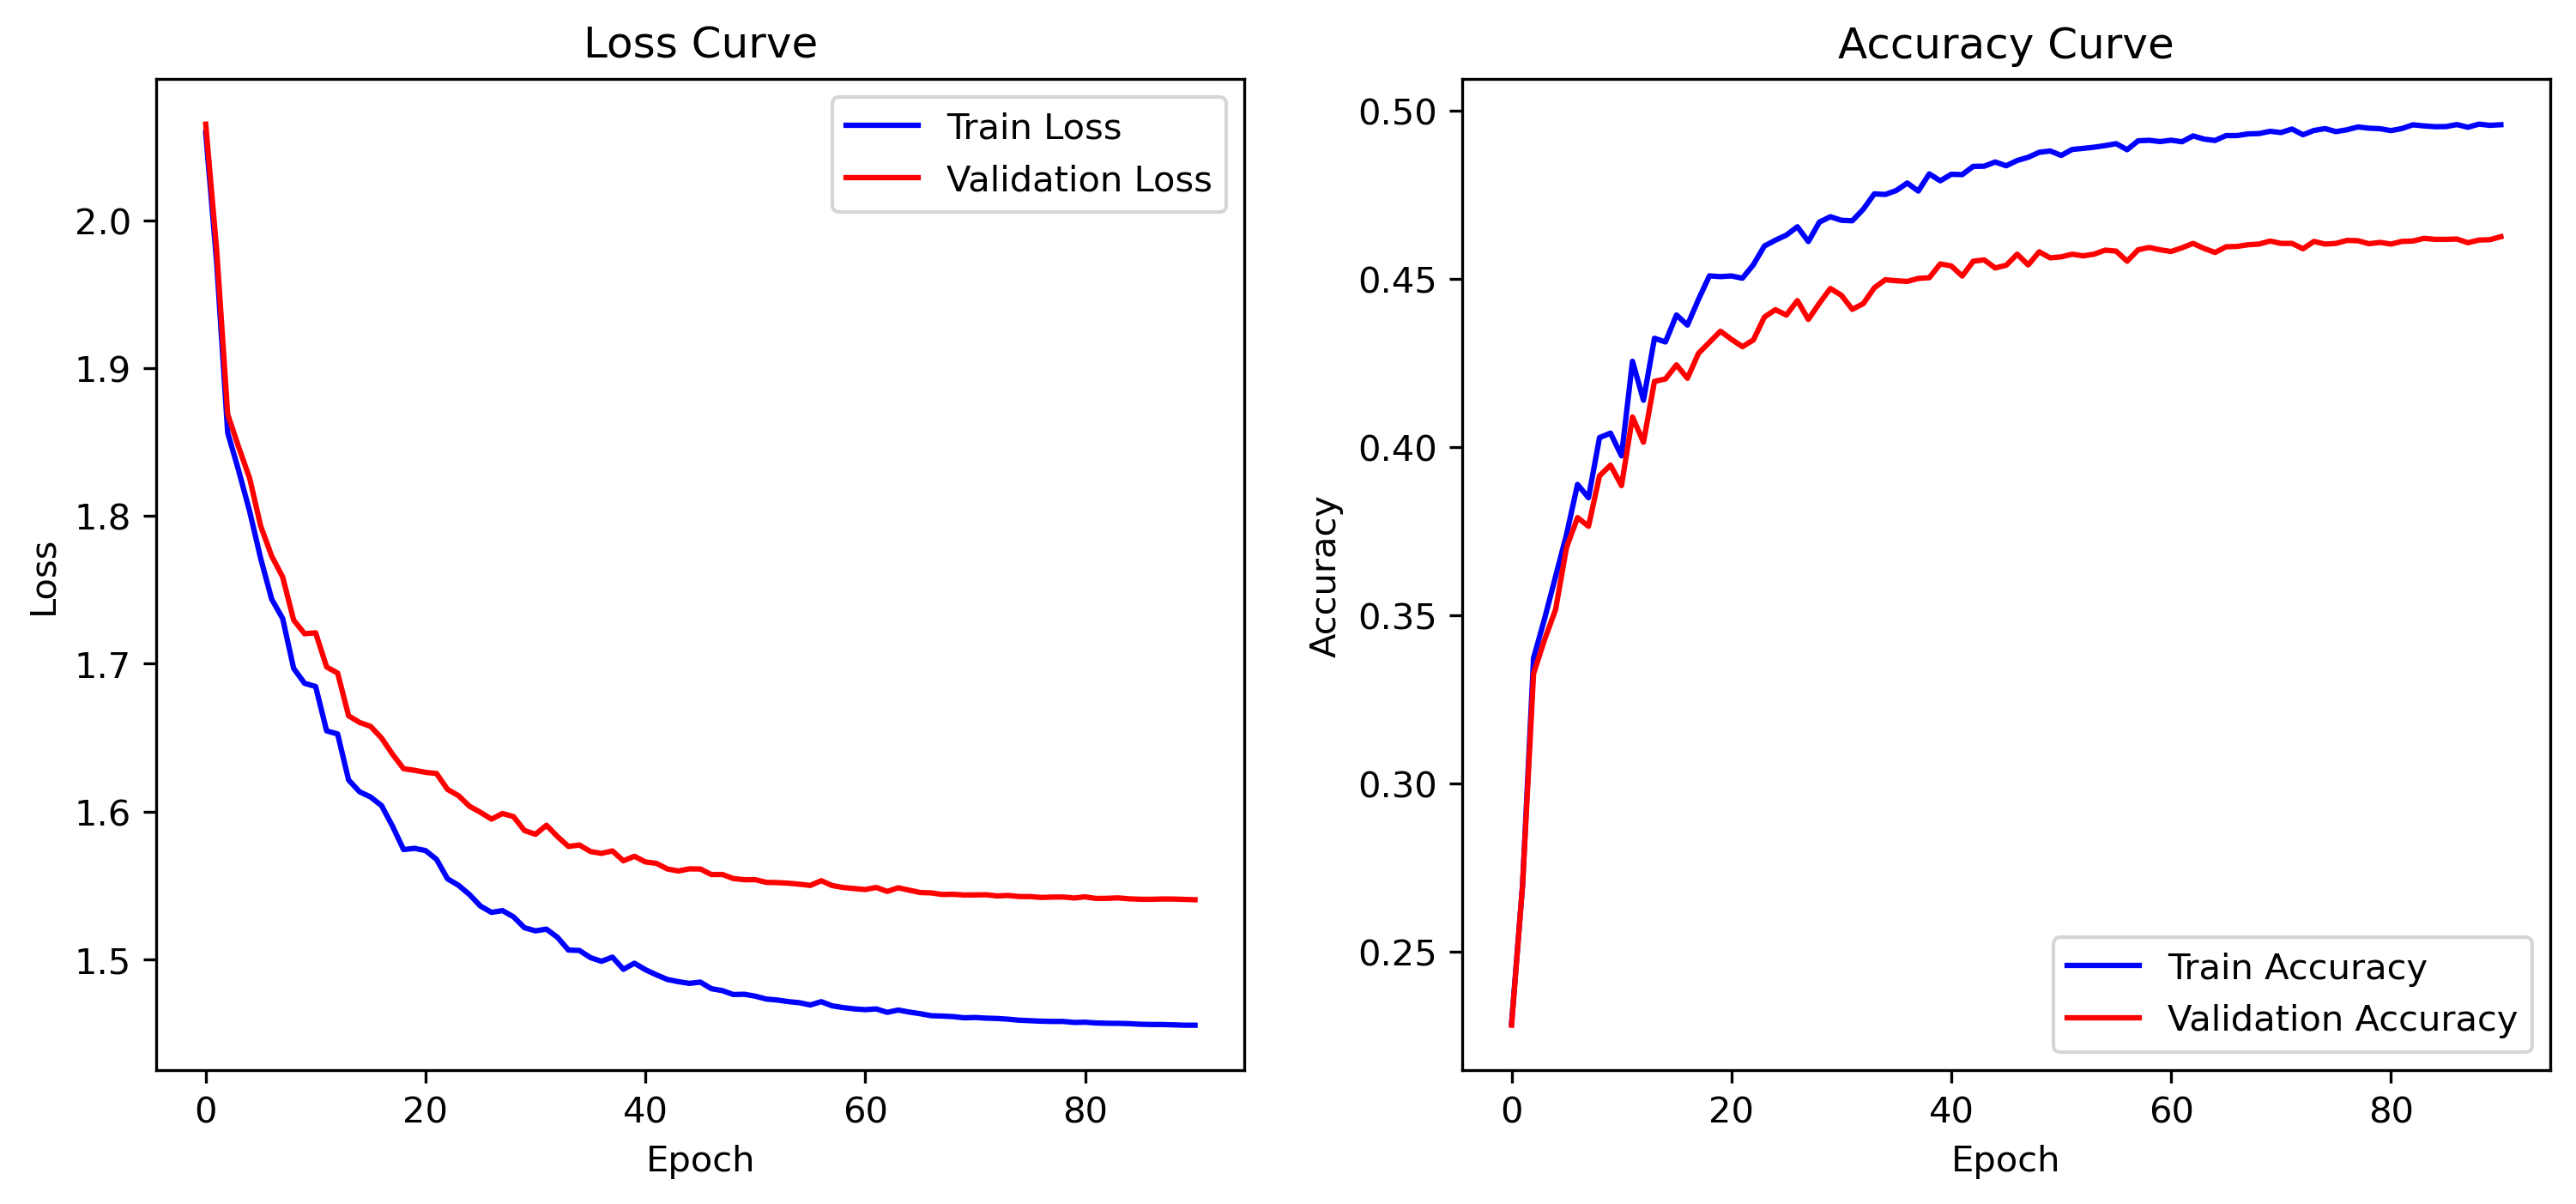 Loss Curve
Train Loss
Validation Loss
2.0
1.9
1.8
1.7
1.6
1.5
Loss
0 20 40 60 80
Epoch
Accuracy Curve
0.50
0.45
0.40
0.35
0.30
0.25
Accuracy
Train Accuracy
Validation Accuracy
0 20 40 60 80
Epoch